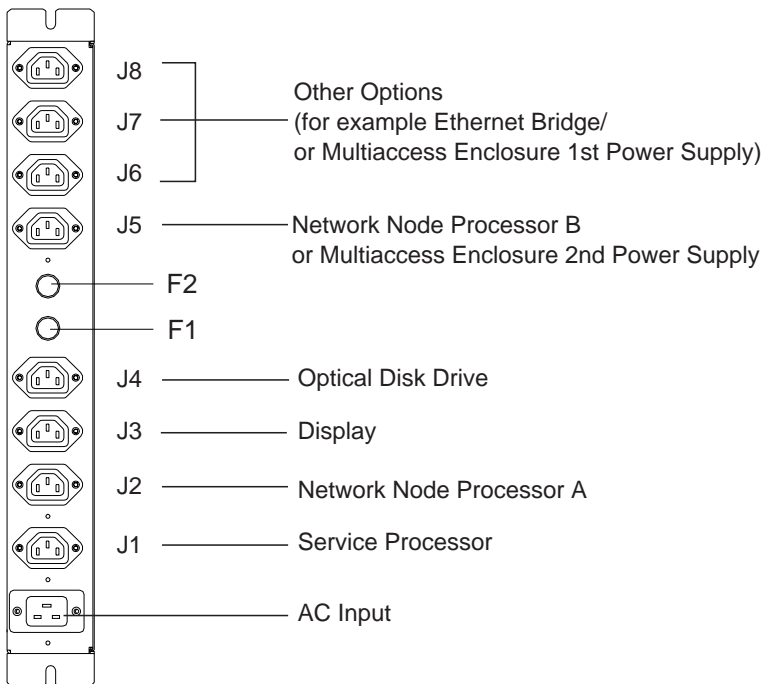 J8
J7
J6
Other Options
(for example Ethernet Bridge/
or Multiaccess Enclosure 1st Power Supply)
J5
Network Node Processor B
or Multiaccess Enclosure 2nd Power Supply
F2
F1
J4
Optical Disk Drive
J3
Display
J2
Network Node Processor A
J1
Service Processor
AC Input